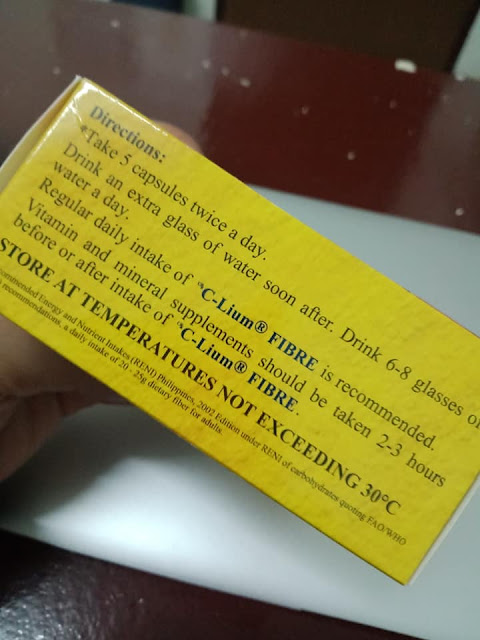 Directions:
*Take 5 capsules twice a day.
Drink an extra glass of water soon after. Drink 6-8 glasses of
water a day.
Regular daily intake of "C-Lium® FIBRE is recommended.
Vitamin and mineral supplements should be taken 2-3 hours
before or after intake of "C-Lium® FIBRE.
STORE AT TEMPERATURES NOT EXCEEDING 30°C
Energy and Nutrient Intakes (RENI) Philippines, 2002 Edition under RENI of carbohydrates quoting FAO/WHO
recommendations, a daily intake of 20 - 25g dietary fiber for adults.